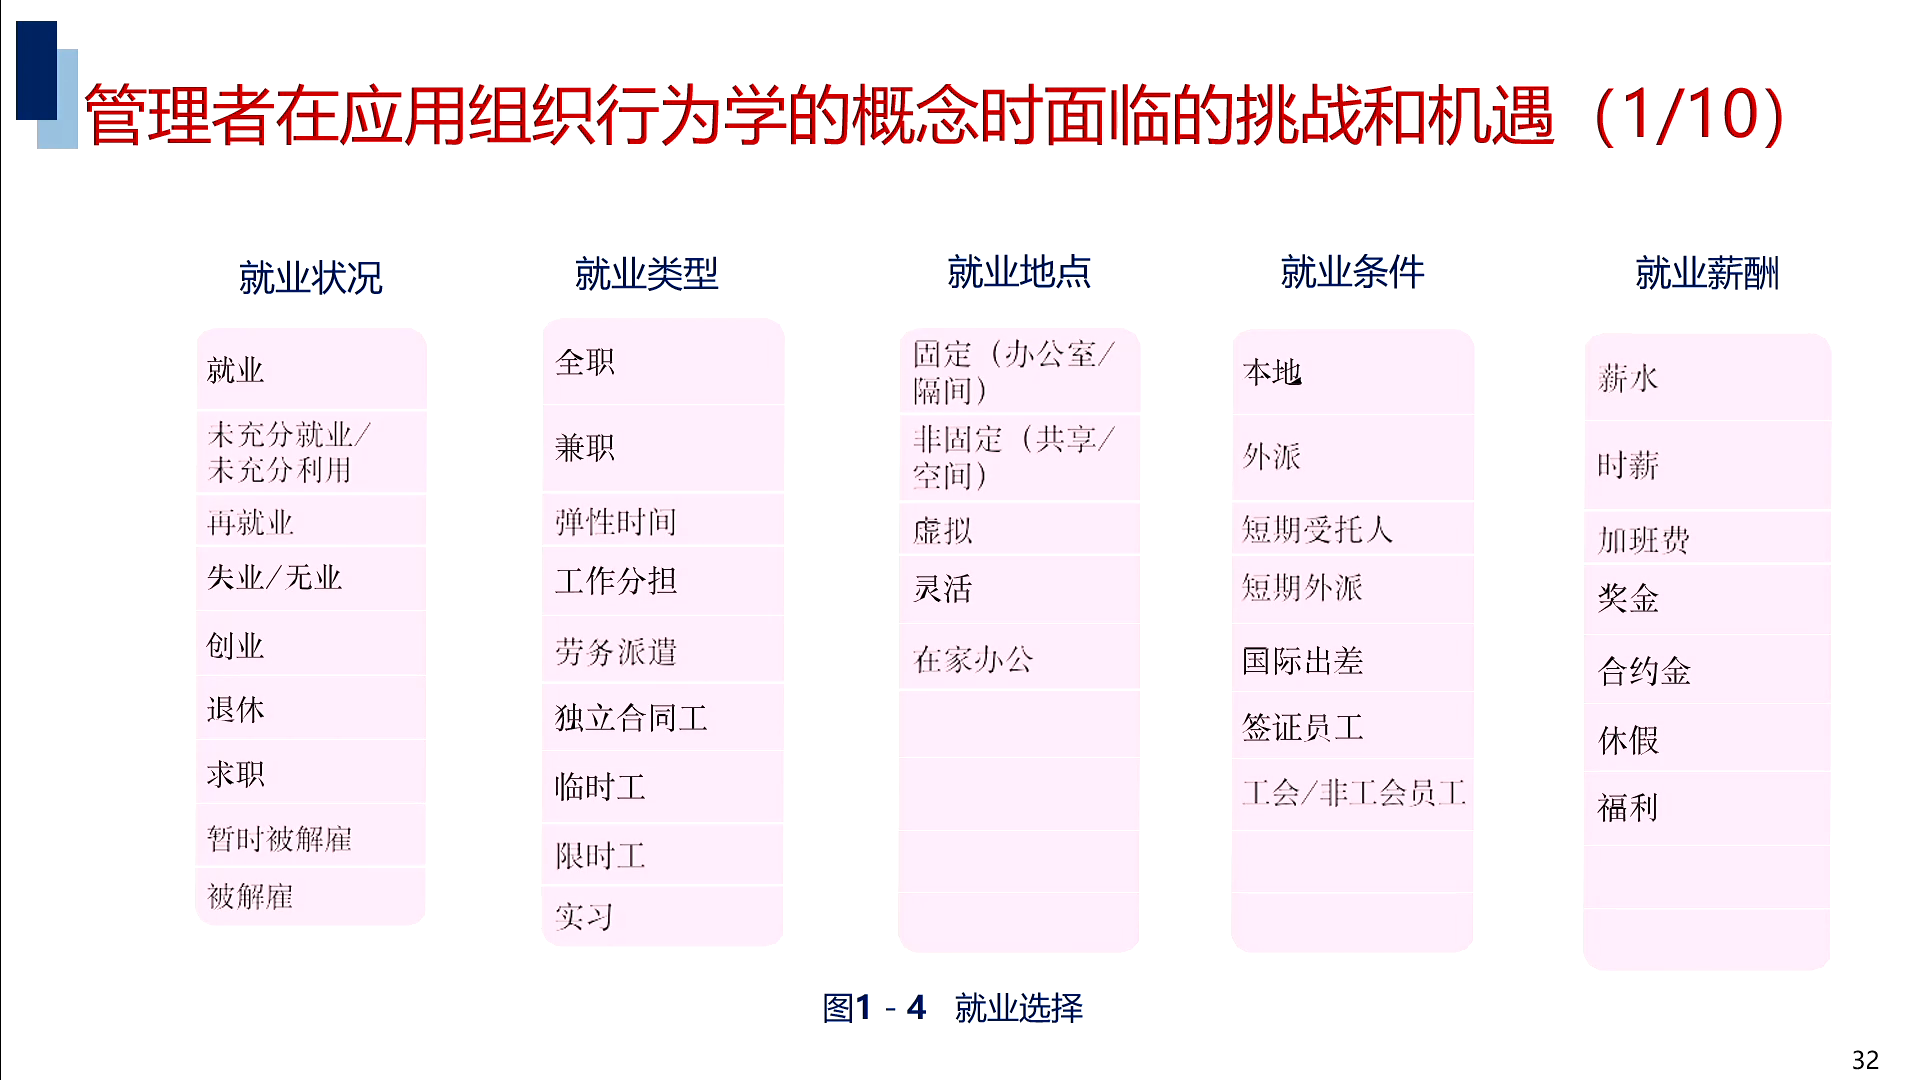 管理者在应用组织行为学的概念时面临的挑战和机遇（1/10）
就业状况
就业
未充分就业/
未充分利用
再就业
失业/无业
创业
退休
求职
暂时被解雇
被解雇
就业类型
全职
兼职
弹性时间
工作分担
劳务派遣
独立合同工
临时工
限时工
实习
就业地点
固定（办公室/
隔间）
非固定（共享/
空间）
虚拟
灵活
在家办公
就业条件
本地
外派
短期受托人
短期外派
国际出差
签证员工
工会/非工会员工
就业薪酬
薪水
时薪
加班费
奖金
合约金
休假
福利
图1 - 4 就业选择
32